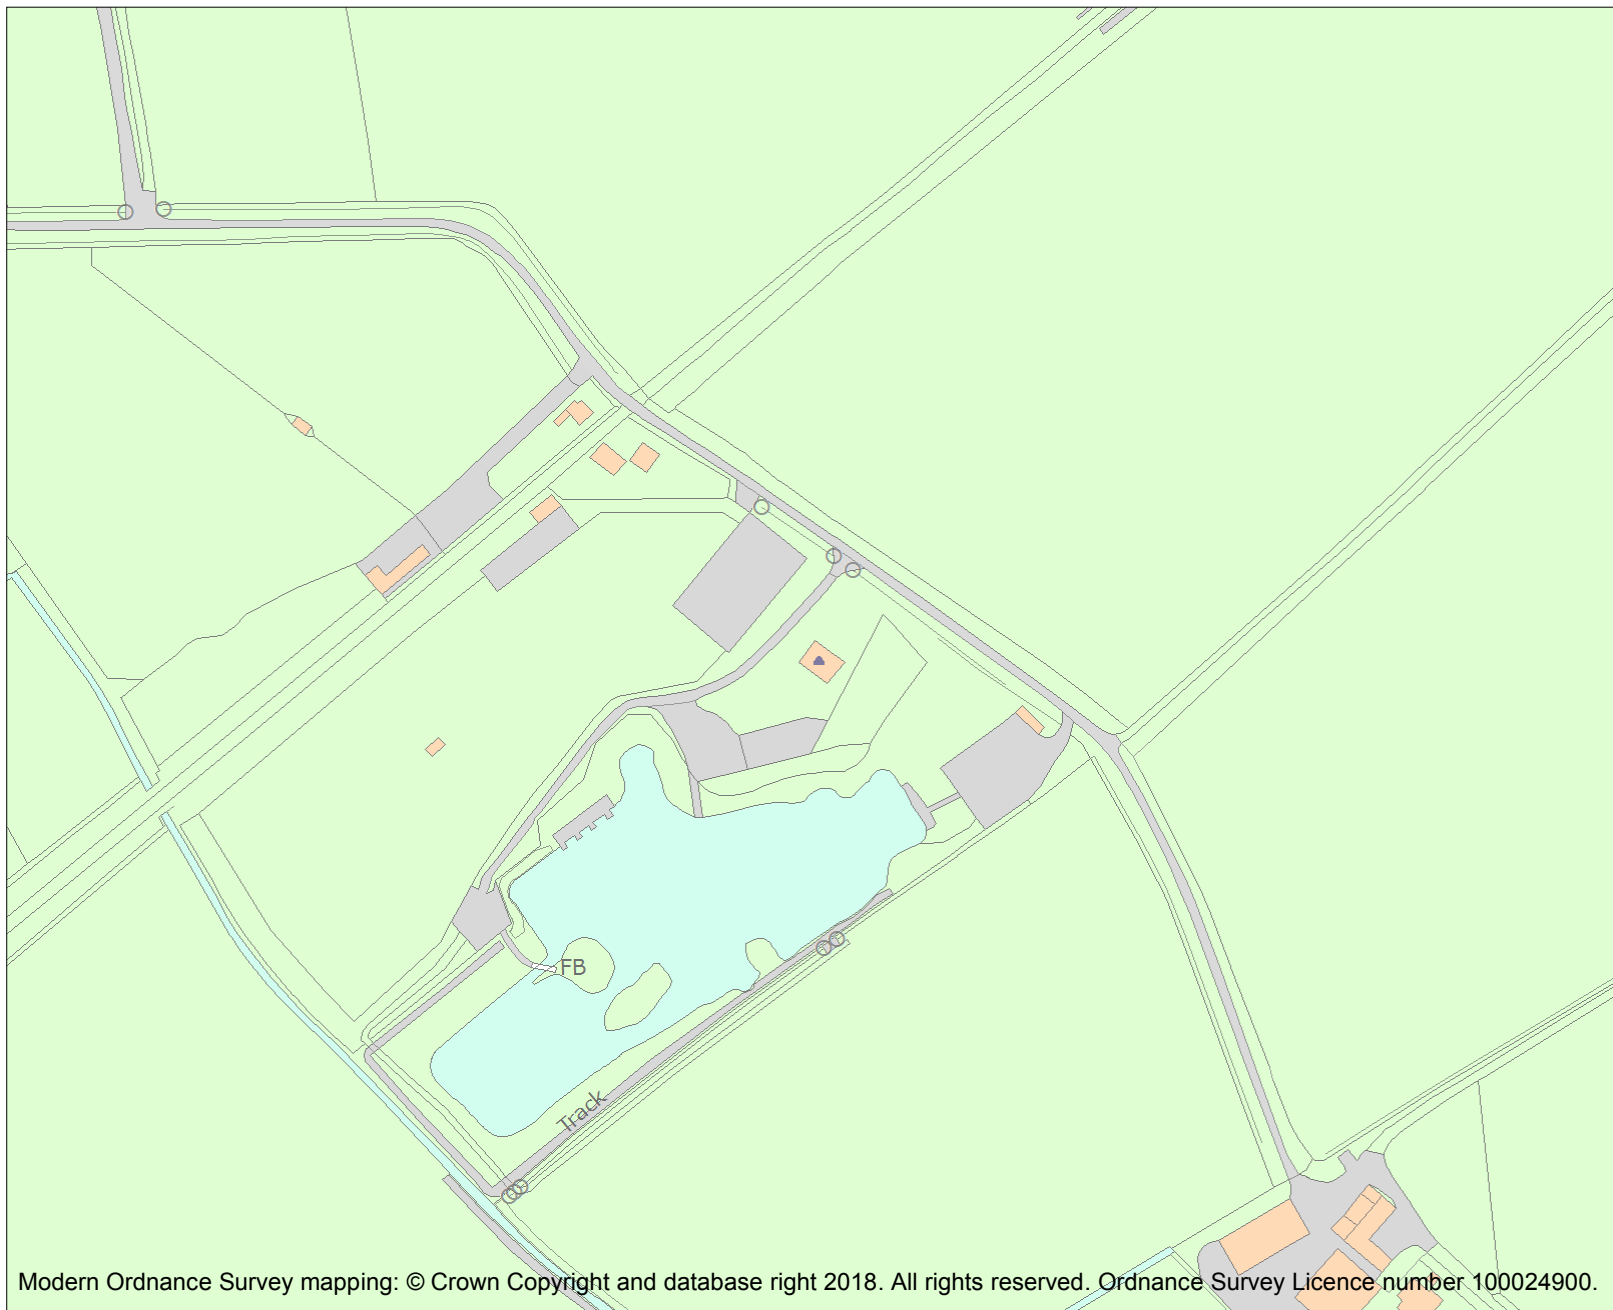 FB
Track
Modern Ordnance Survey mapping: © Crown Copyright and database right 2018. All rights reserved. Ordnance Survey Licence number 100024900.